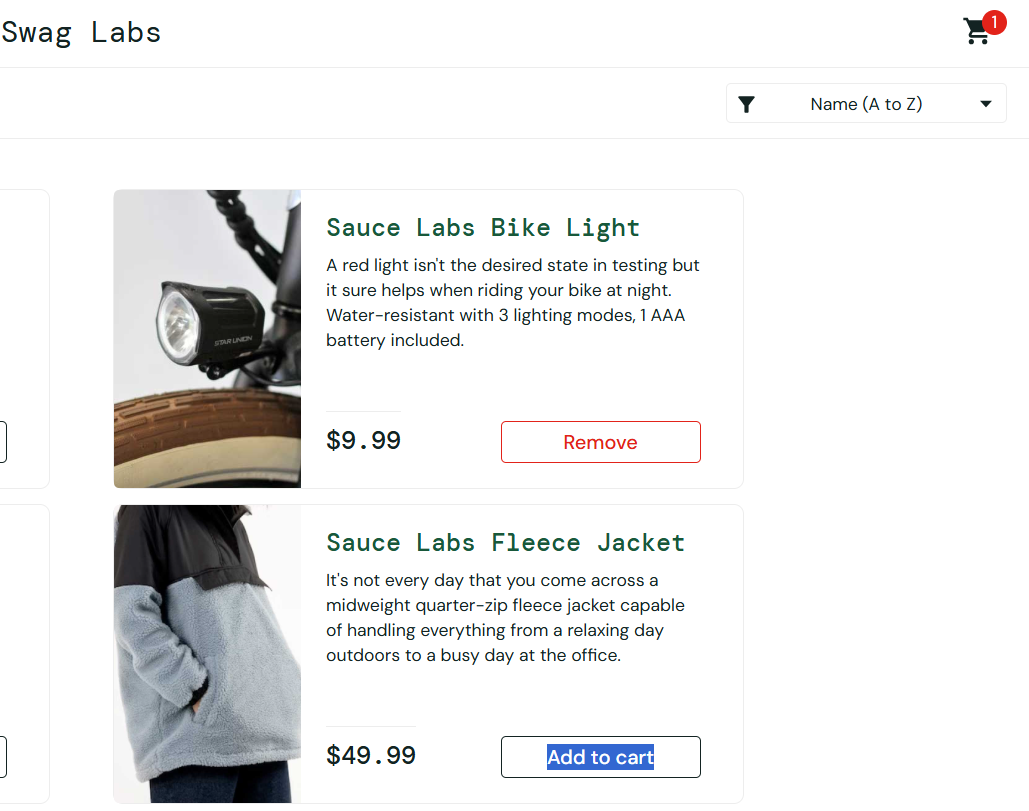 Swag Labs
1
Name (A to Z)
Sauce Labs Bike Light
A red light isn't the desired state in testing but
it sure helps when riding your bike at night.
Water-resistant with 3 lighting modes, 1 AAA
battery included.
STAR UNION
$9.99
Remove
Sauce Labs Fleece Jacket
It's not every day that you come across a
midweight quarter-zip fleece jacket capable
of handling everything from a relaxing day
outdoors to a busy day at the office.
$49.99
Add to cart